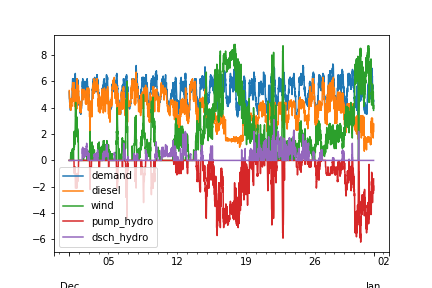 8
6
4
2
0
−2
−4
−6
demand
diesel
wind
pump_hydro
dsch_hydro
05
12
19
26
02
Dec
Jan